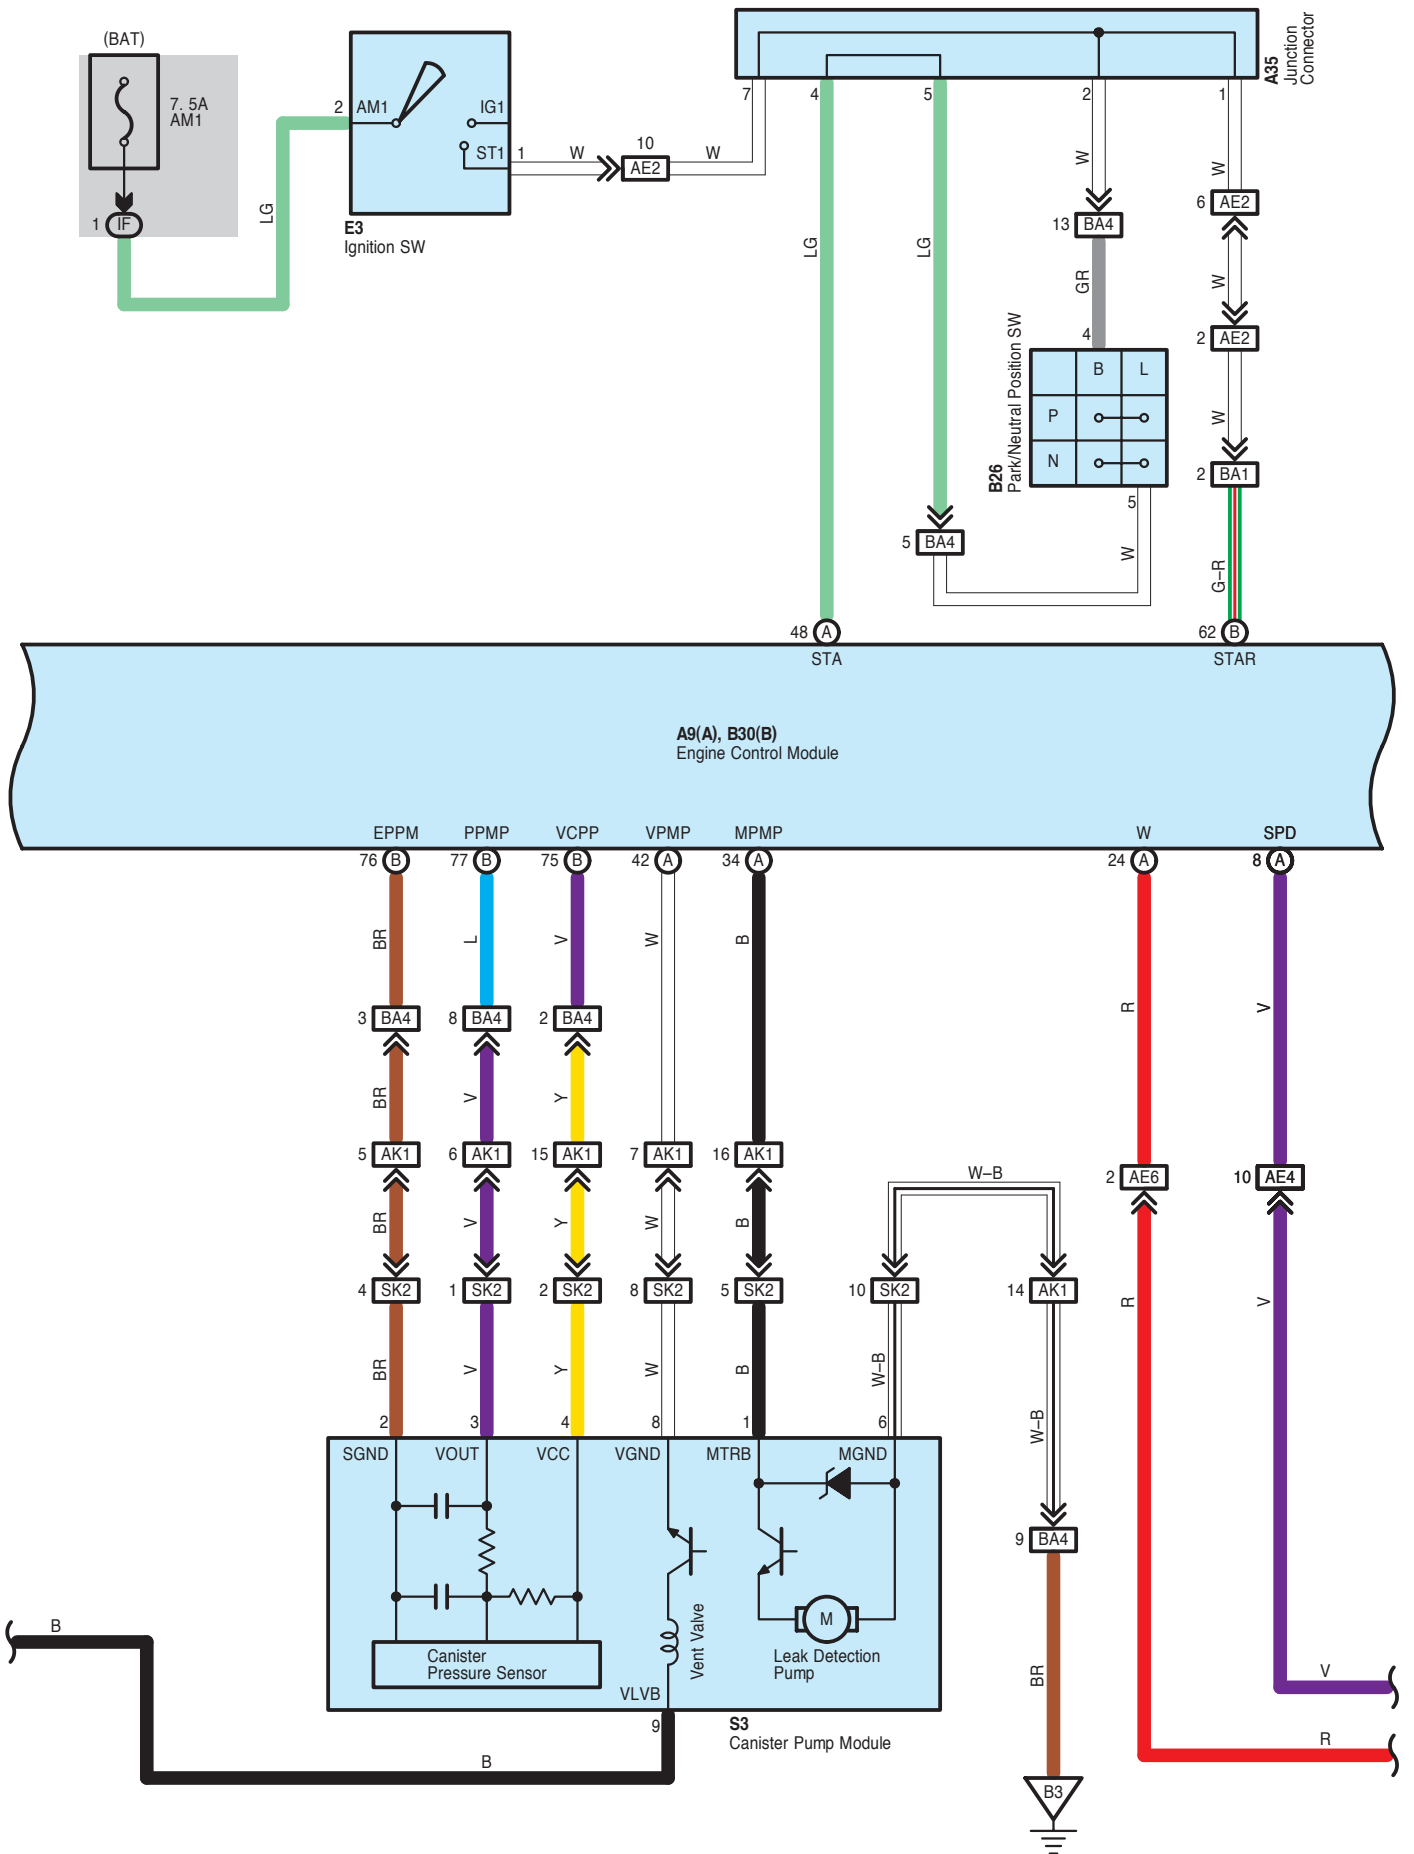 (BAT)
7. 5A
AM1
1
IF
LG
2
AM1
IG1
ST1
1
E3
Ignition SW
W
10
AE2
W
A35
Junction
Connector
7
4
5
2
1
LG
LG
W
13
BA4
GR
4
B26
Park/Neutral Position SW
B
L
P
N
5
W
5
BA4
W
6
AE2
W
2
AE2
W
2
BA1
G–R
48
A
STA
62
B
STAR
A9(A), B30(B)
Engine Control Module
EPPM
PPMP
VCPP
VPMP
MPMP
W
SPD
76
B
77
B
75
B
42
A
34
A
24
A
8
A
BR
L
V
W
B
R
V
3
BA4
8
BA4
2
BA4
BR
V
Y
5
AK1
6
AK1
15
AK1
7
AK1
16
AK1
2
AE6
10
AE4
BR
V
Y
W
B
W–B
4
SK2
1
SK2
2
SK2
8
SK2
5
SK2
10
SK2
14
AK1
R
V
BR
V
Y
W
B
W–B
W–B
2
3
4
8
1
6
SGND
VOUT
VCC
VGND
MTRB
MGND
9
BA4
M
Canister
Pressure Sensor
Vent Valve
Leak Detection
Pump
VLVB
9
S3
Canister Pump Module
B
B
BR
B3
V
R